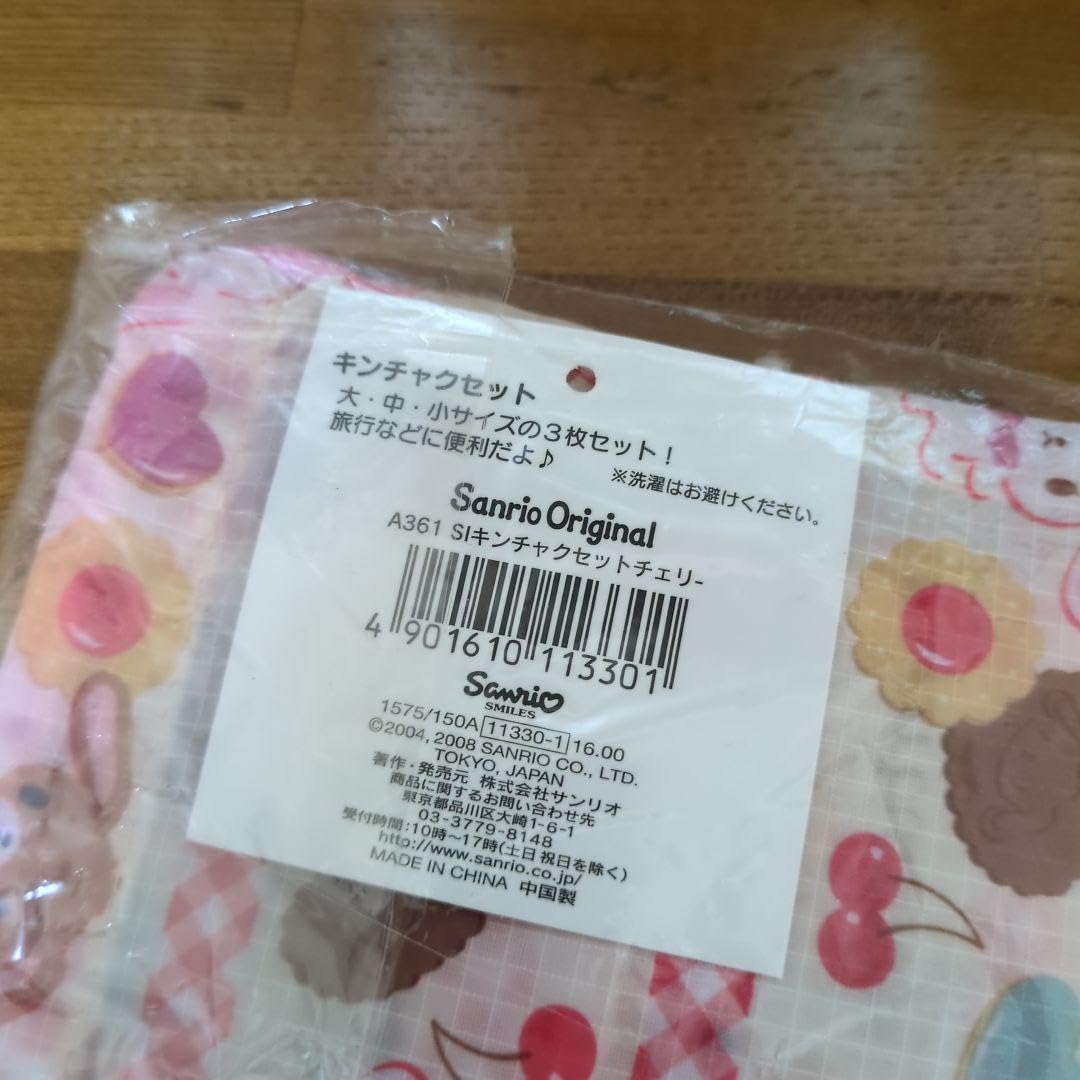 キンチャクセット
大・中・小サイズの3枚セット!
旅行などに便利だよ♪
※洗濯はお避けください。
Sanrio Original
A361 SIキンチャクセットチェリー
4 901610 113301
Sanrio
SMILES
1575/150A 11330-1 16.00
©2004, 2008 SANRIO CO., LTD.
TOKYO, JAPAN
著作・発売元 株式会社サンリオ
商品に関するお問い合わせ先
東京都品川区大崎1-6-1
03-3779-8148
受付時間:10時〜17時(土日祝日を除く)
http://www.sanrio.co.jp/
MADE IN CHINA 中国製